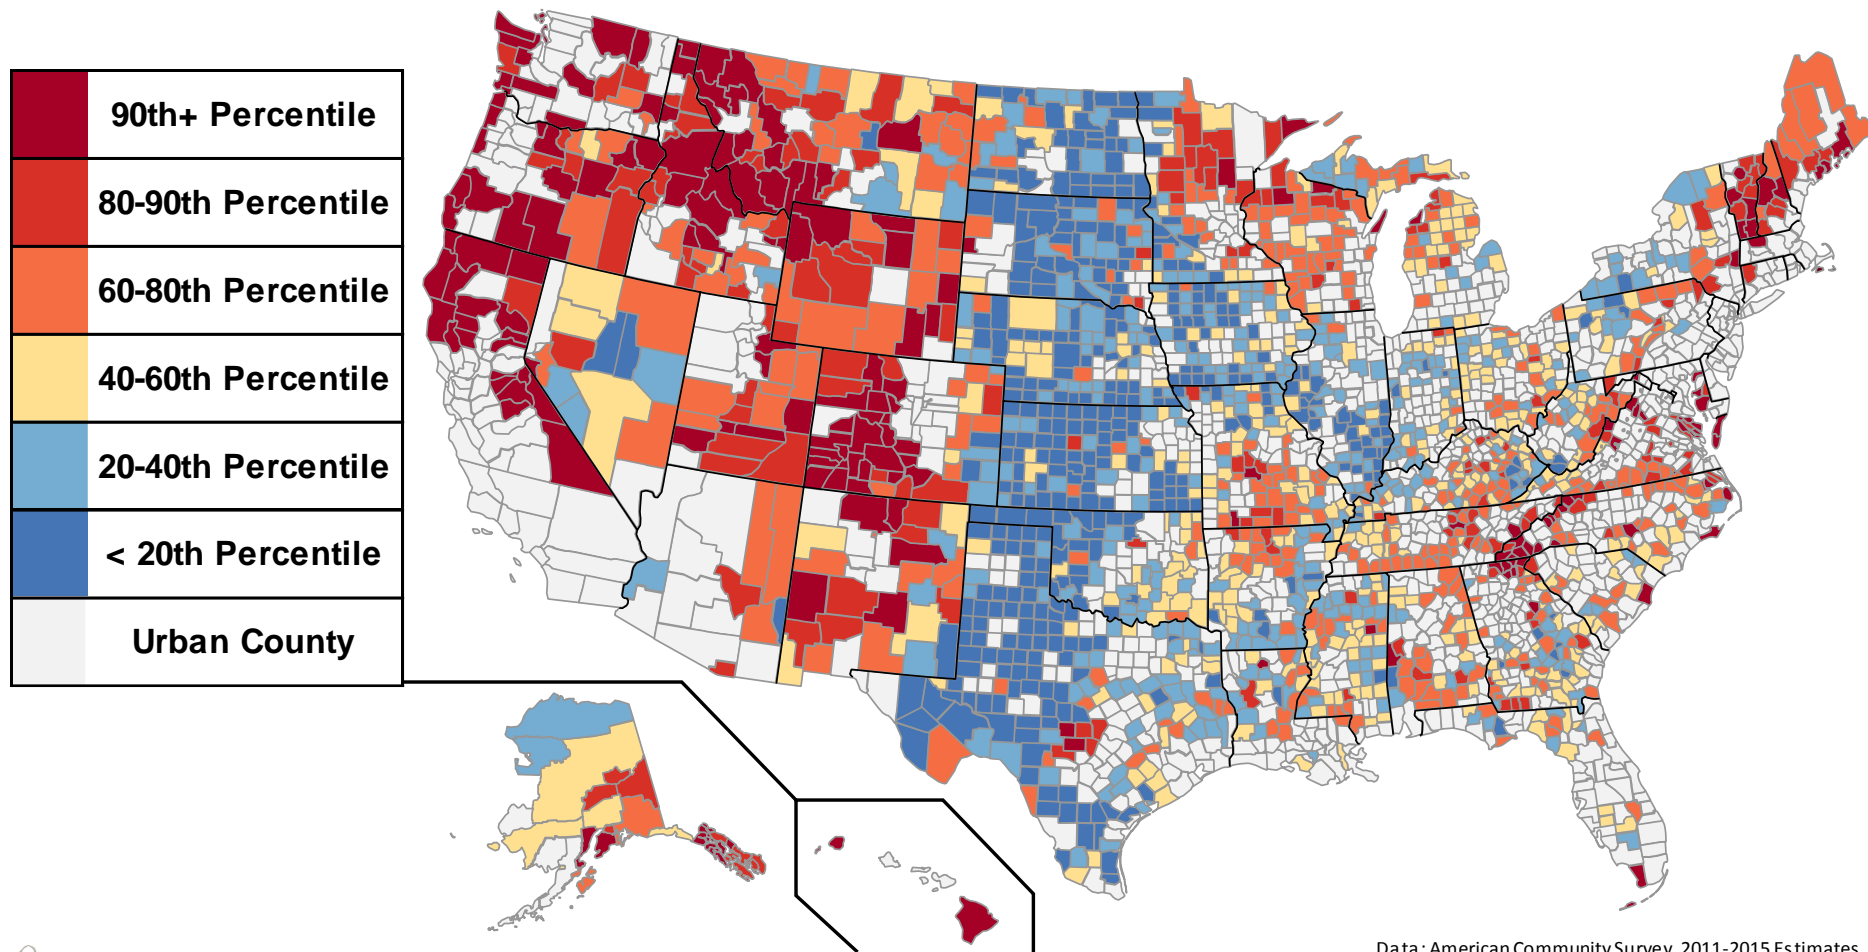 90th+ Percentile
80-90th Percentile
60-80th Percentile
40-60th Percentile
20-40th Percentile
< 20th Percentile
Urban County
Data: American Community Survey, 2011-2015 Estimates